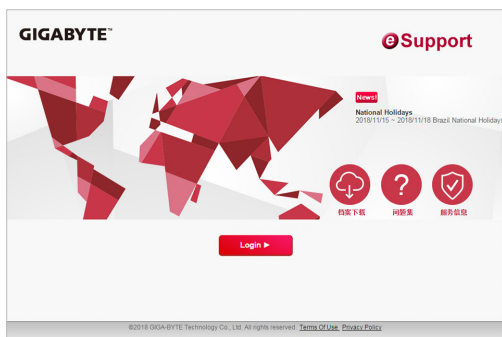 GIGABYTE™
eSupport
News!
National Holidays
2018/11/15 ~ 2018/11/18 Brazil National Holidays
档案下载
问题集
服务信息
Login ►
©2018 GIGA-BYTE Technology Co., Ltd. All rights reserved. Terms Of Use Privacy Policy